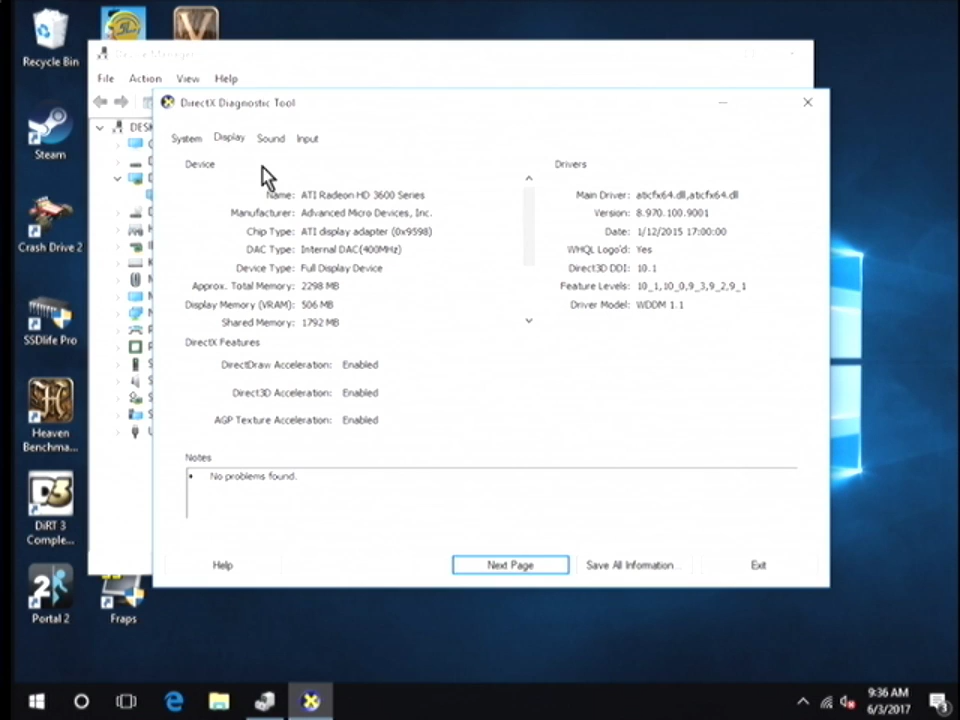 Recycle Bin
Steam
Crash Drive 2
SSDlife Pro
Heaven
Benchma...
DiRT 3
Comple...
Portal 2
Fraps
File Action View Help
DESK
DirectX Diagnostic Tool
System Display Sound Input
Device
Name: ATI Radeon HD 3600 Series
Manufacturer: Advanced Micro Devices, Inc.
Chip Type: ATI display adapter (0x9598)
DAC Type: Internal DAC(400MHz)
Device Type: Full Display Device
Approx. Total Memory: 2298 MB
Display Memory (VRAM): 506 MB
Shared Memory: 1792 MB
Drivers
Main Driver: aticfx64.dll,aticfx64.dll
Version: 8.970.100.9001
Date: 1/12/2015 17:00:00
WHQL Logo'd: Yes
Direct3D DDI: 10.1
Feature Levels: 10_1,10_0,9_3,9_2,9_1
Driver Model: WDDM 1.1
DirectX Features
DirectDraw Acceleration: Enabled
Direct3D Acceleration: Enabled
AGP Texture Acceleration: Enabled
Notes
No problems found.
Help Next Page Save All Information... Exit
9:36 AM
6/3/2017
3